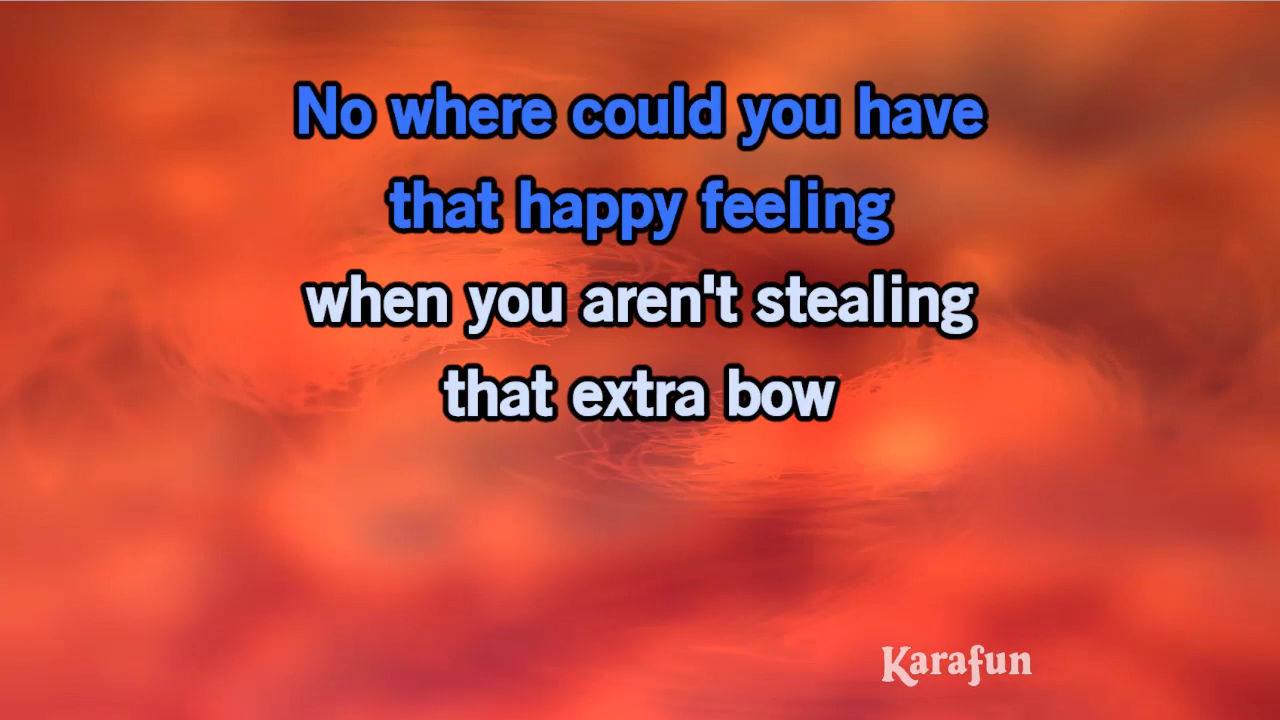 No where could you have
that happy feeling
when you aren't stealing
that extra bow
Karafun